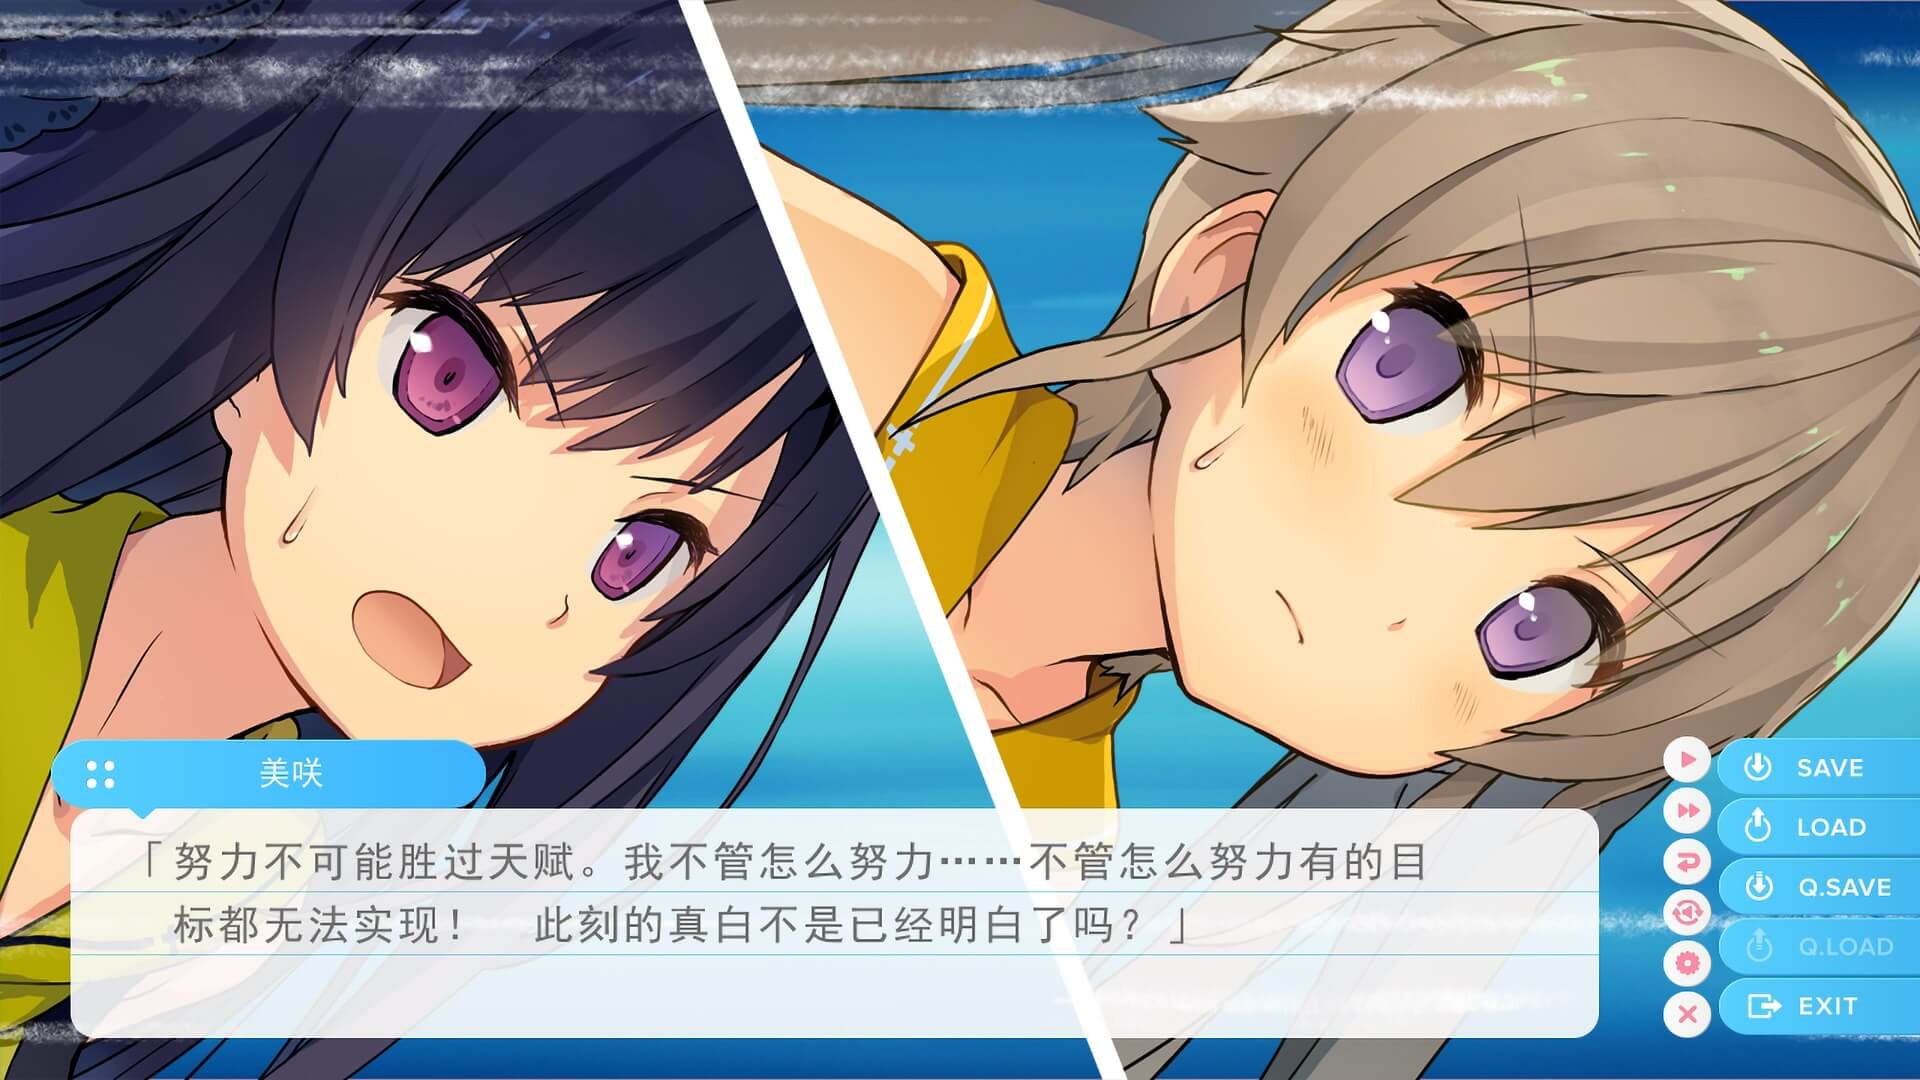 美咲
「努力不可能胜过天赋。我不管怎么努力……不管怎么努力有的目
标都无法实现！　此刻的真白不是已经明白了吗？」
SAVE
LOAD
Q.SAVE
Q.LOAD
EXIT